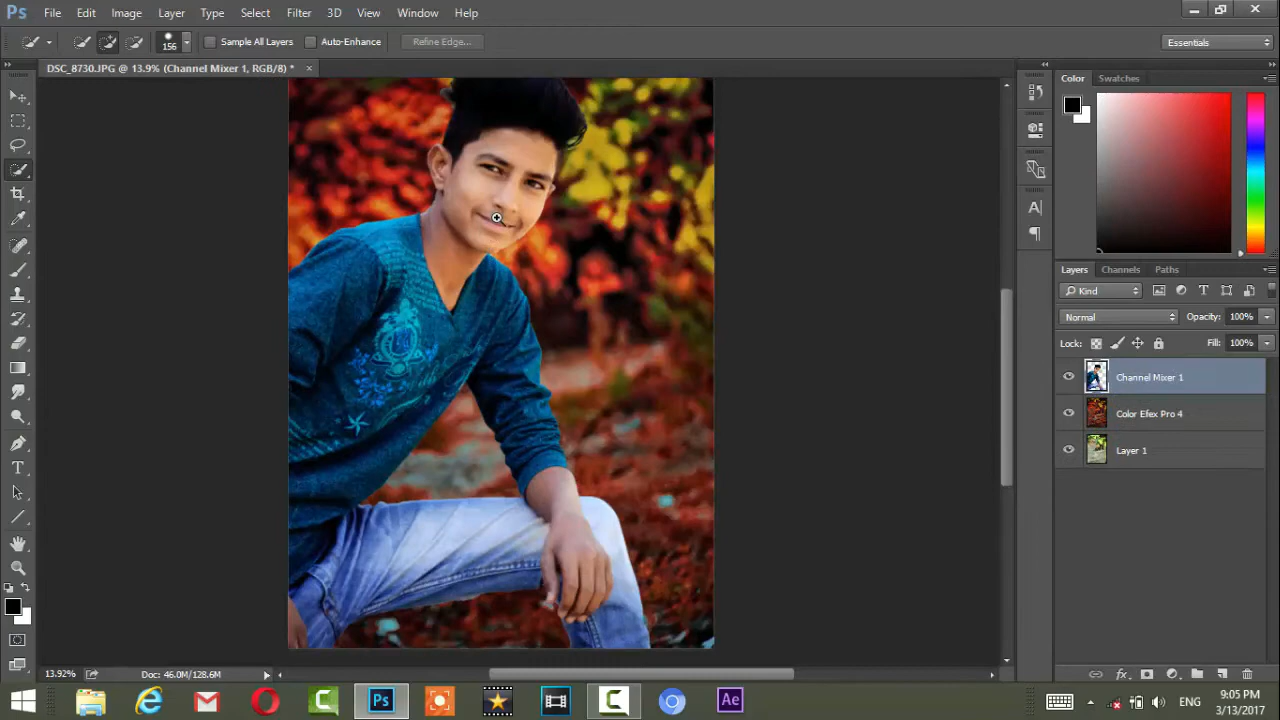 Ps File Edit Image Layer Type Select Filter 3D View Window Help
156 Sample All Layers Auto-Enhance Refine Edge... Essentials
DSC_8730.JPG @ 13.9% (Channel Mixer 1, RGB/8) *
Color Swatches
Layers Channels Paths
Kind
Normal Opacity: 100%
Lock: Fill: 100%
Channel Mixer 1
Color Efex Pro 4
Layer 1
13.92% Doc: 46.0M/128.6M
Ps Ae ENG 9:05 PM
3/13/2017